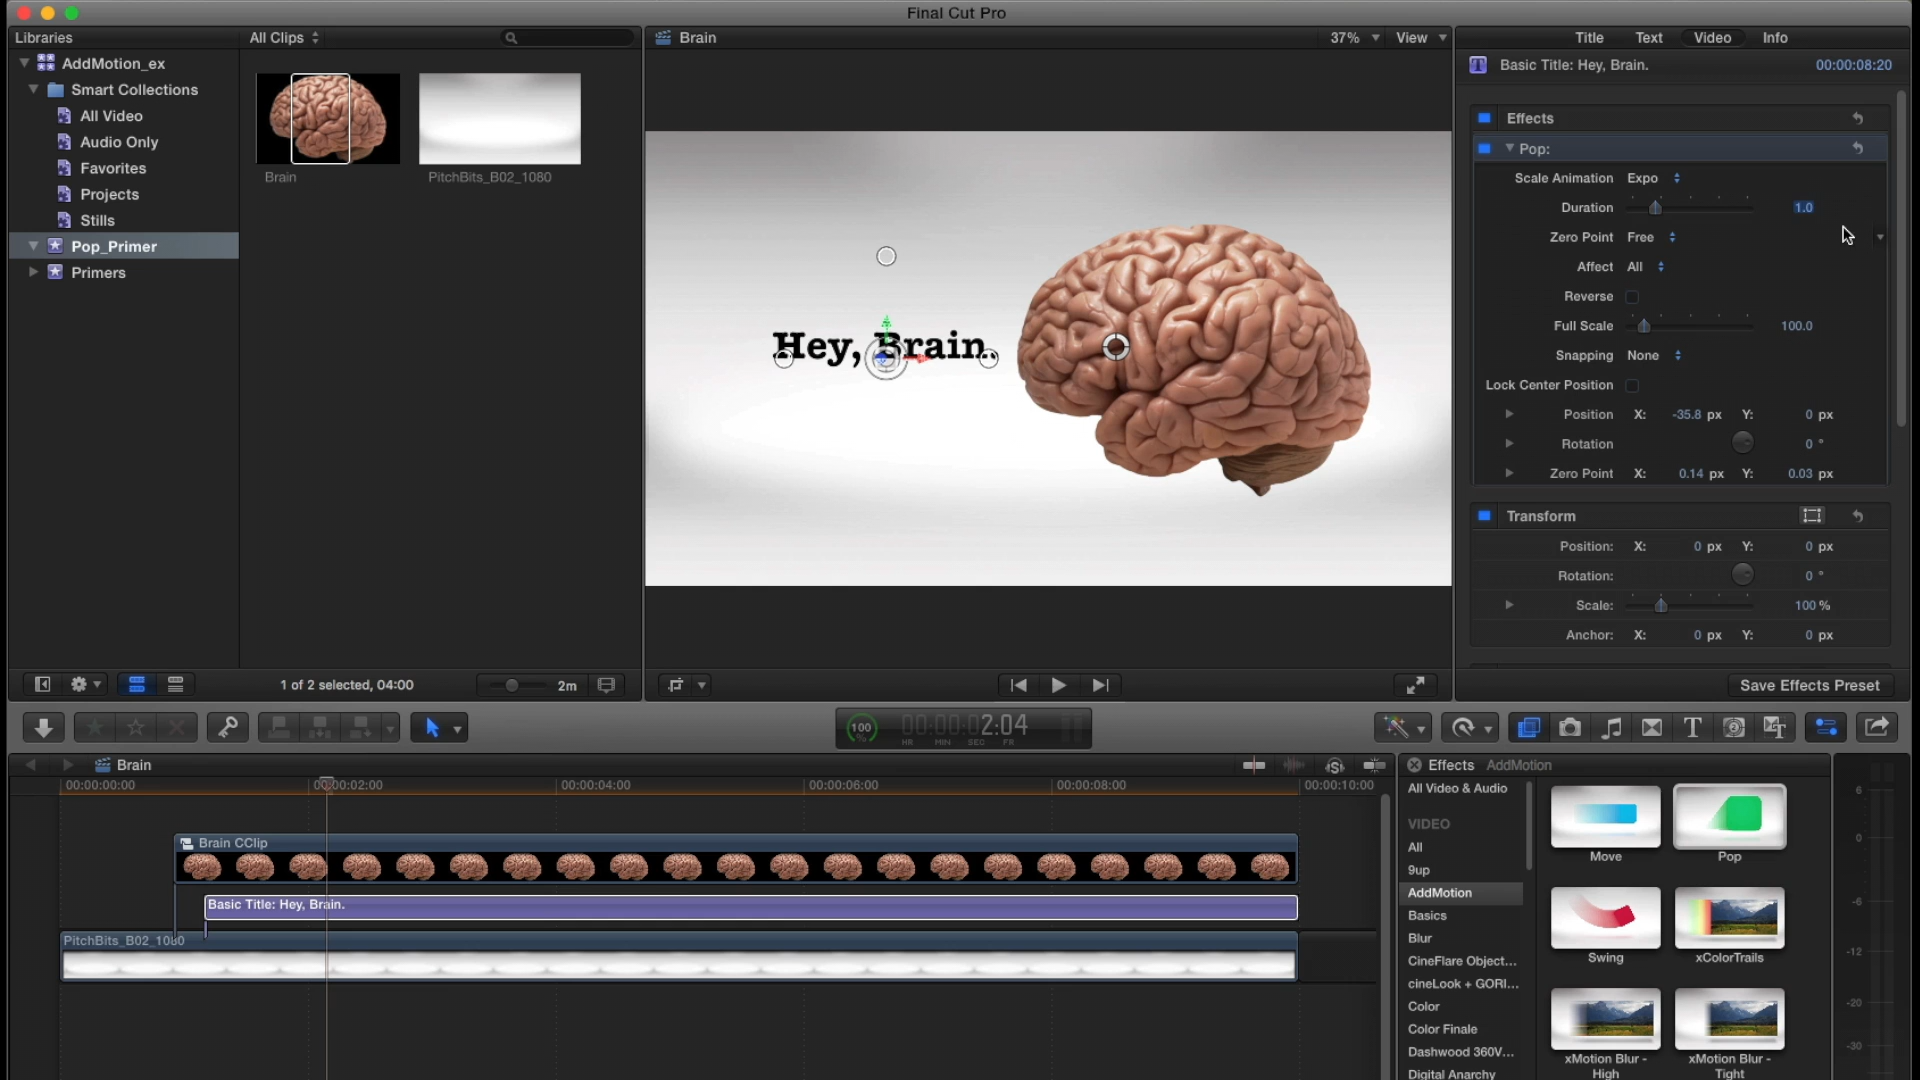 Final Cut Pro
Libraries
All Clips
Brain
37%
View
Title
Text
Video
Info
AddMotion_ex
Smart Collections
All Video
Audio Only
Favorites
Projects
Stills
Pop_Primer
Primers
Brain
PitchBits_B02_1080
Hey, Brain.
Basic Title: Hey, Brain.
00:00:08:20
Effects
Pop:
Scale Animation Expo
Duration 1.0
Zero Point Free
Affect All
Reverse
Full Scale 100.0
Snapping None
Lock Center Position
Position X: -35.8 px Y: 0 px
Rotation 0 °
Zero Point X: 0.14 px Y: 0.03 px
Transform
Position: X: 0 px Y: 0 px
Rotation: 0 °
Scale: 100 %
Anchor: X: 0 px Y: 0 px
1 of 2 selected, 04:00
2m
Save Effects Preset
100
00:00:02:04
HR MIN SEC FR
Brain
00:00:00:00
00:00:02:00
00:00:04:00
00:00:06:00
00:00:08:00
00:00:10:00
Brain CClip
Basic Title: Hey, Brain.
PitchBits_B02_1080
Effects AddMotion
All Video & Audio
VIDEO
All
9up
AddMotion
Basics
Blur
CineFlare Object...
cineLook + GORI...
Color
Color Finale
Dashwood 360V...
Digital Anarchy
Move
Pop
Swing
xColorTrails
xMotion Blur -
High
xMotion Blur -
Tight
6
0
-6
-12
-20
-30